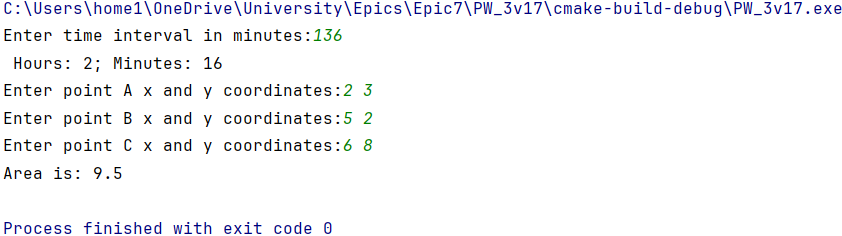 C:\Users\home1\OneDrive\University\Epics\Epic7\PW_3v17\cmake-build-debug\PW_3v17.exe
Enter time interval in minutes:136
 Hours: 2; Minutes: 16
Enter point A x and y coordinates:2 3
Enter point B x and y coordinates:5 2
Enter point C x and y coordinates:6 8
Area is: 9.5
Process finished with exit code 0